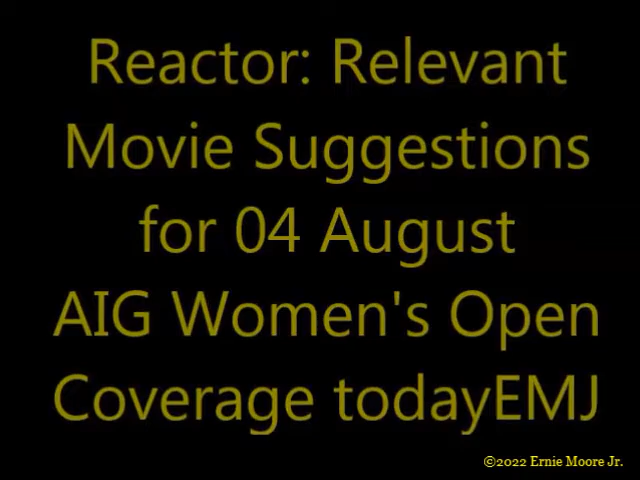 Reactor: Relevant
Movie Suggestions
for 04 August
AIG Women's Open
Coverage todayEMJ
©2022 Ernie Moore Jr.